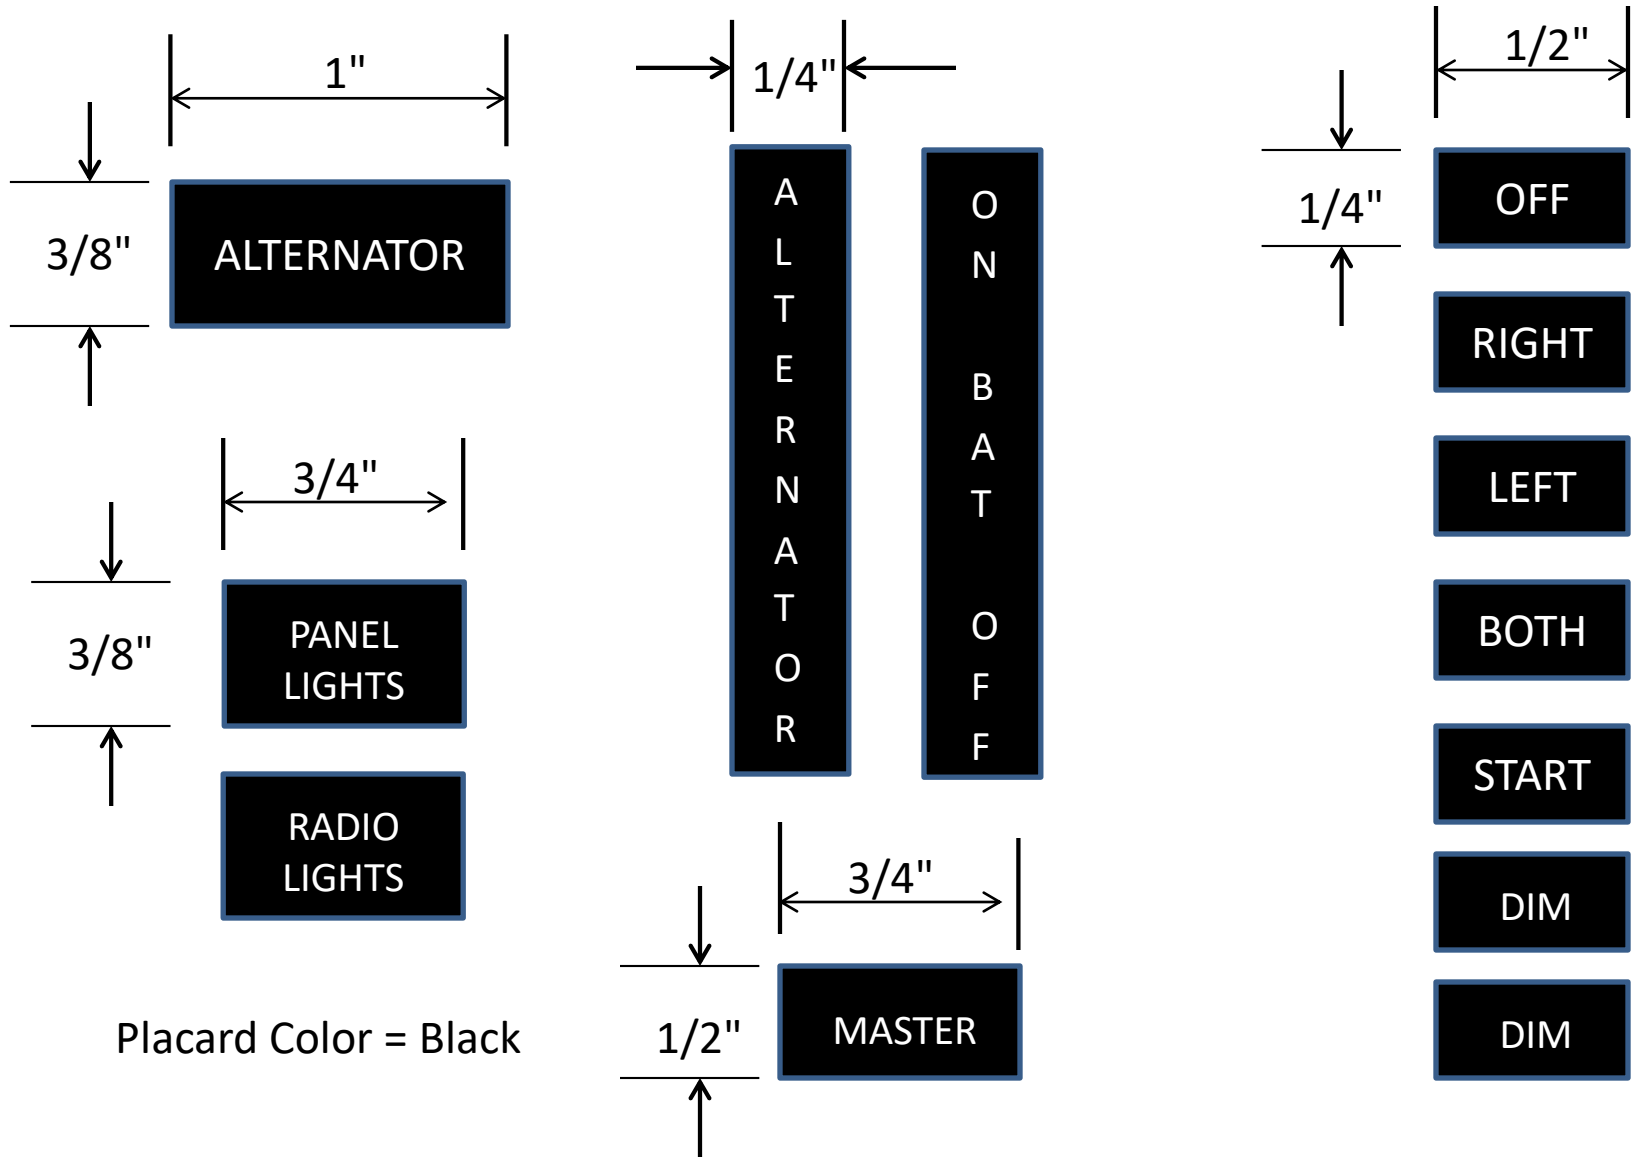 1"
3/8"
ALTERNATOR
3/4"
3/8"
PANEL
LIGHTS
RADIO
LIGHTS
Placard Color = Black
1/4"
A
L
T
E
R
N
A
T
O
R
O
N
B
A
T
O
F
F
3/4"
1/2"
MASTER
1/2"
1/4"
OFF
RIGHT
LEFT
BOTH
START
DIM
DIM